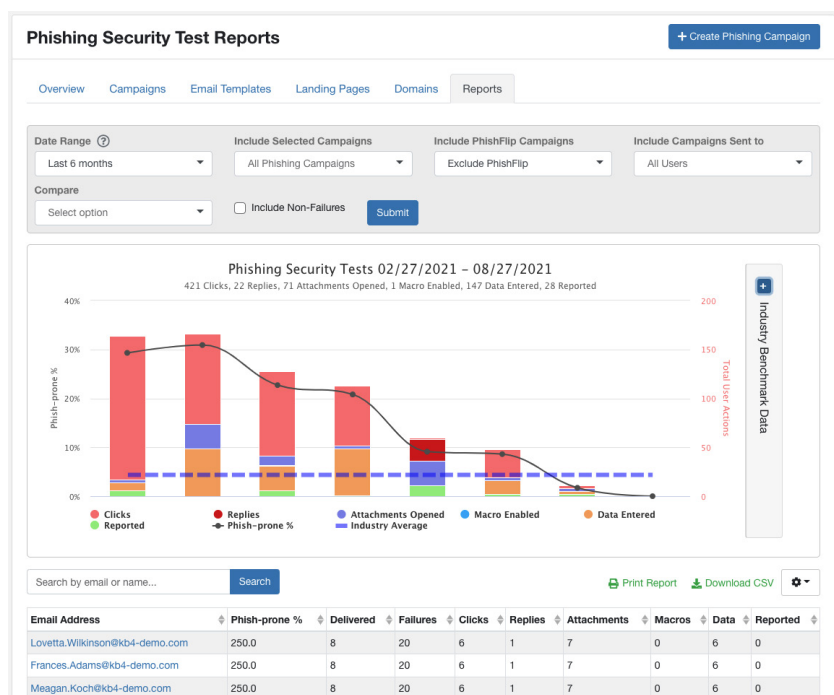 Phishing Security Test Reports
+ Create Phishing Campaign
Overview Campaigns Email Templates Landing Pages Domains Reports
Date Range ? Include Selected Campaigns Include PhishFlip Campaigns Include Campaigns Sent to
Last 6 months All Phishing Campaigns Exclude PhishFlip All Users
Compare
Select option Include Non-Failures Submit
Phishing Security Tests 02/27/2021 – 08/27/2021
421 Clicks, 22 Replies, 71 Attachments Opened, 1 Macro Enabled, 147 Data Entered, 28 Reported
40% 200
30% 150
20% 100
10% 50
0% 0
Phish-prone %
Total User Actions
+ Industry Benchmark Data
Clicks Replies Attachments Opened Macro Enabled Data Entered
Reported Phish-prone % Industry Average
Search by email or name... Search Print Report Download CSV
Email Address Phish-prone % Delivered Failures Clicks Replies Attachments Macros Data Reported
Lovetta.Wilkinson@kb4-demo.com 250.0 8 20 6 1 7 0 6 0
Frances.Adams@kb4-demo.com 250.0 8 20 6 1 7 0 6 0
Meagan.Koch@kb4-demo.com 250.0 8 20 6 1 7 0 6 0